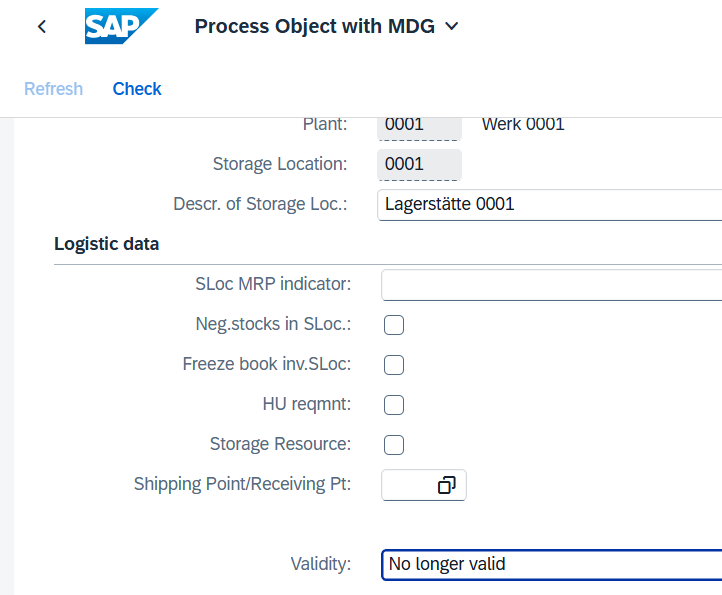 SAP Process Object with MDG
Refresh Check
Plant: 0001 Werk 0001
Storage Location: 0001
Descr. of Storage Loc.: Lagerstätte 0001
Logistic data
SLoc MRP indicator:
Neg.stocks in SLoc.:
Freeze book inv.SLoc:
HU reqmnt:
Storage Resource:
Shipping Point/Receiving Pt:
Validity: No longer valid